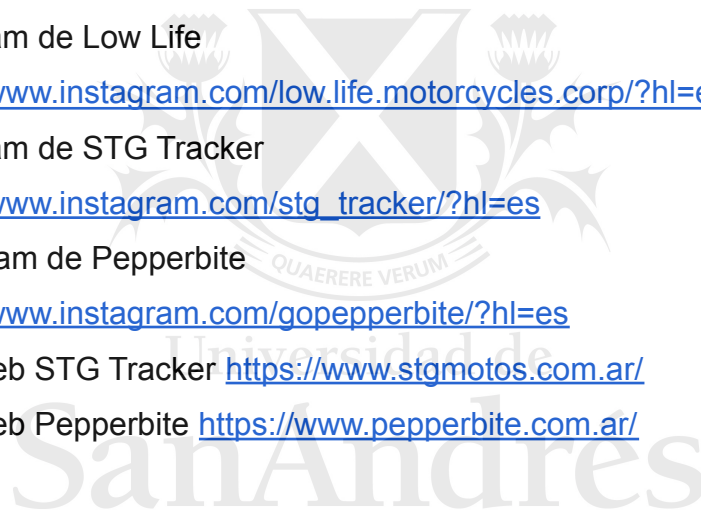 am de Low Life
www.instagram.com/low.life.motorcycles.corp/?hl=e
am de STG Tracker
www.instagram.com/stg_tracker/?hl=es
am de Pepperbite
QUAERERE VERUM
www.instagram.com/gopepperbite/?hl=es
Universidad de
eb STG Tracker https://www.stgmotos.com.ar/
eb Pepperbite https://www.pepperbite.com.ar/
SanAndrés